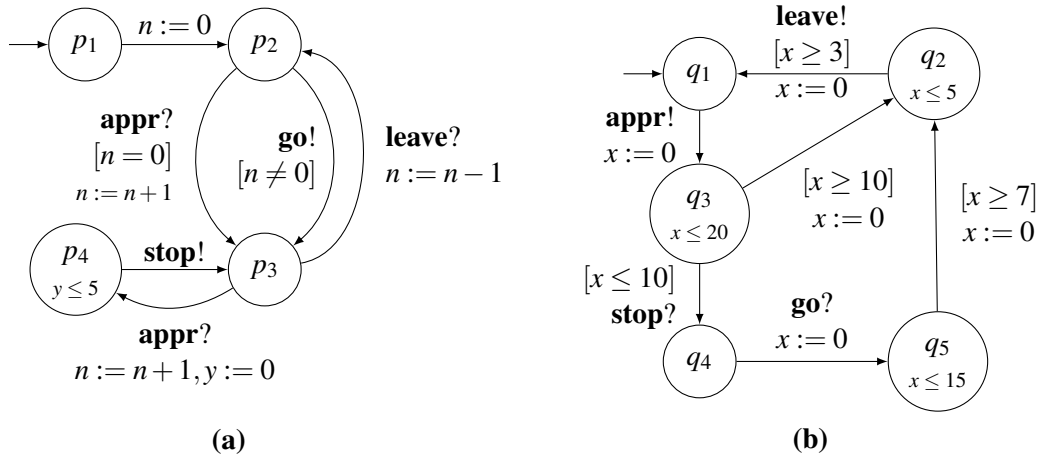 p1
n := 0
p2
appr?
[n = 0]
n := n + 1
go!
[n ≠ 0]
leave?
n := n − 1
p4
y ≤ 5
stop!
p3
appr?
n := n + 1, y := 0
(a)
leave!
[x ≥ 3]
x := 0
q1
q2
x ≤ 5
appr!
x := 0
q3
x ≤ 20
[x ≥ 10]
x := 0
[x ≥ 7]
x := 0
[x ≤ 10]
stop?
go?
x := 0
q4
q5
x ≤ 15
(b)